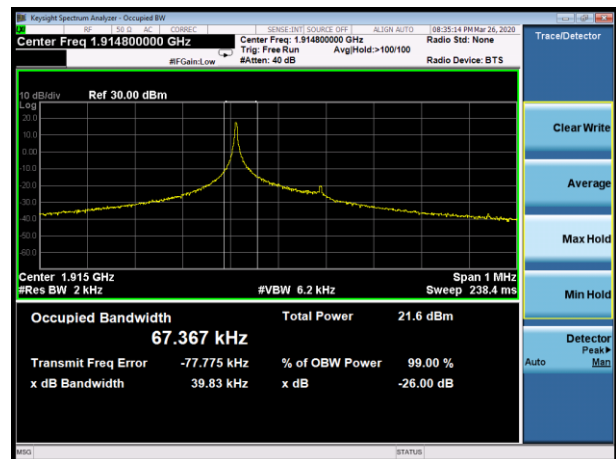 Keysight Spectrum Analyzer - Occupied BW
RF 50 Ω AC CORREC SENSE:INT SOURCE OFF ALIGN AUTO 08:35:14 PM Mar 26, 2020
Center Freq 1.914800000 GHz
Center Freq: 1.914800000 GHz
Radio Std: None
Trig: Free Run Avg|Hold:>100/100
#IFGain:Low
#Atten: 40 dB
Radio Device: BTS
Trace/Detector
10 dB/div Ref 30.00 dBm
Log
20.0
10.0
0.00
-10.0
-20.0
-30.0
-40.0
-50.0
-60.0
Center 1.915 GHz
Span 1 MHz
#Res BW 2 kHz
#VBW 6.2 kHz
Sweep 238.4 ms
Occupied Bandwidth
67.367 kHz
Total Power 21.6 dBm
Transmit Freq Error -77.775 kHz
% of OBW Power 99.00 %
x dB Bandwidth 39.83 kHz
x dB -26.00 dB
Clear Write
Average
Max Hold
Min Hold
Detector
Peak▶
Auto Man
MSG
STATUS